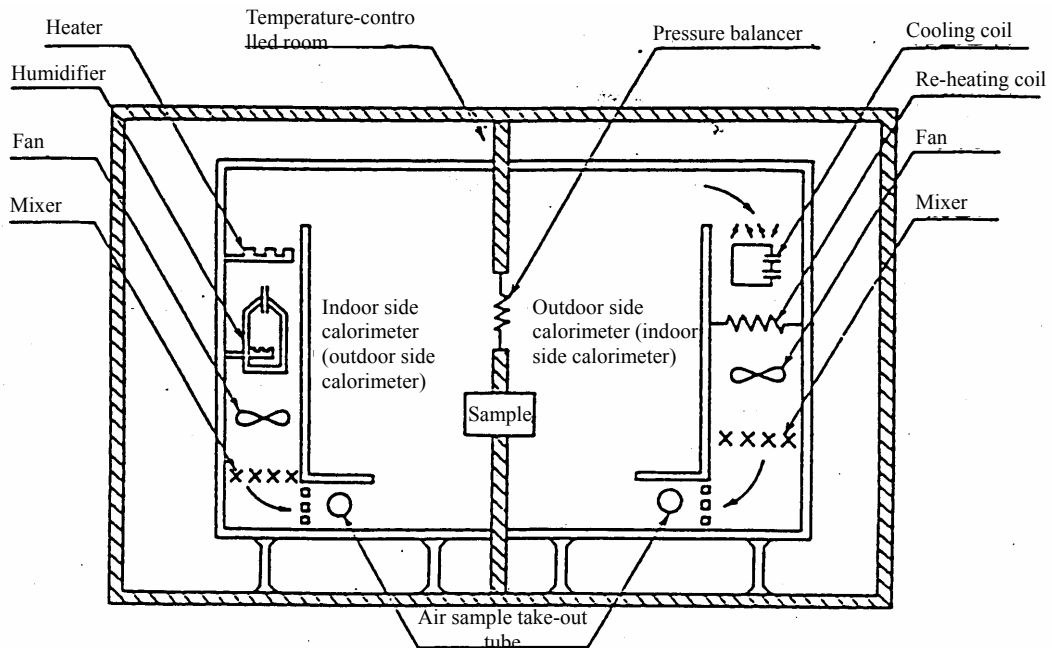 Heater
Temperature-contro
lled room
Pressure balancer
Cooling coil
Humidifier
Re-heating coil
Fan
Fan
Mixer
Mixer
Indoor side
calorimeter
(outdoor side
calorimeter)
Outdoor side
calorimeter (indoor
side calorimeter)
Sample
Air sample take-out
tube